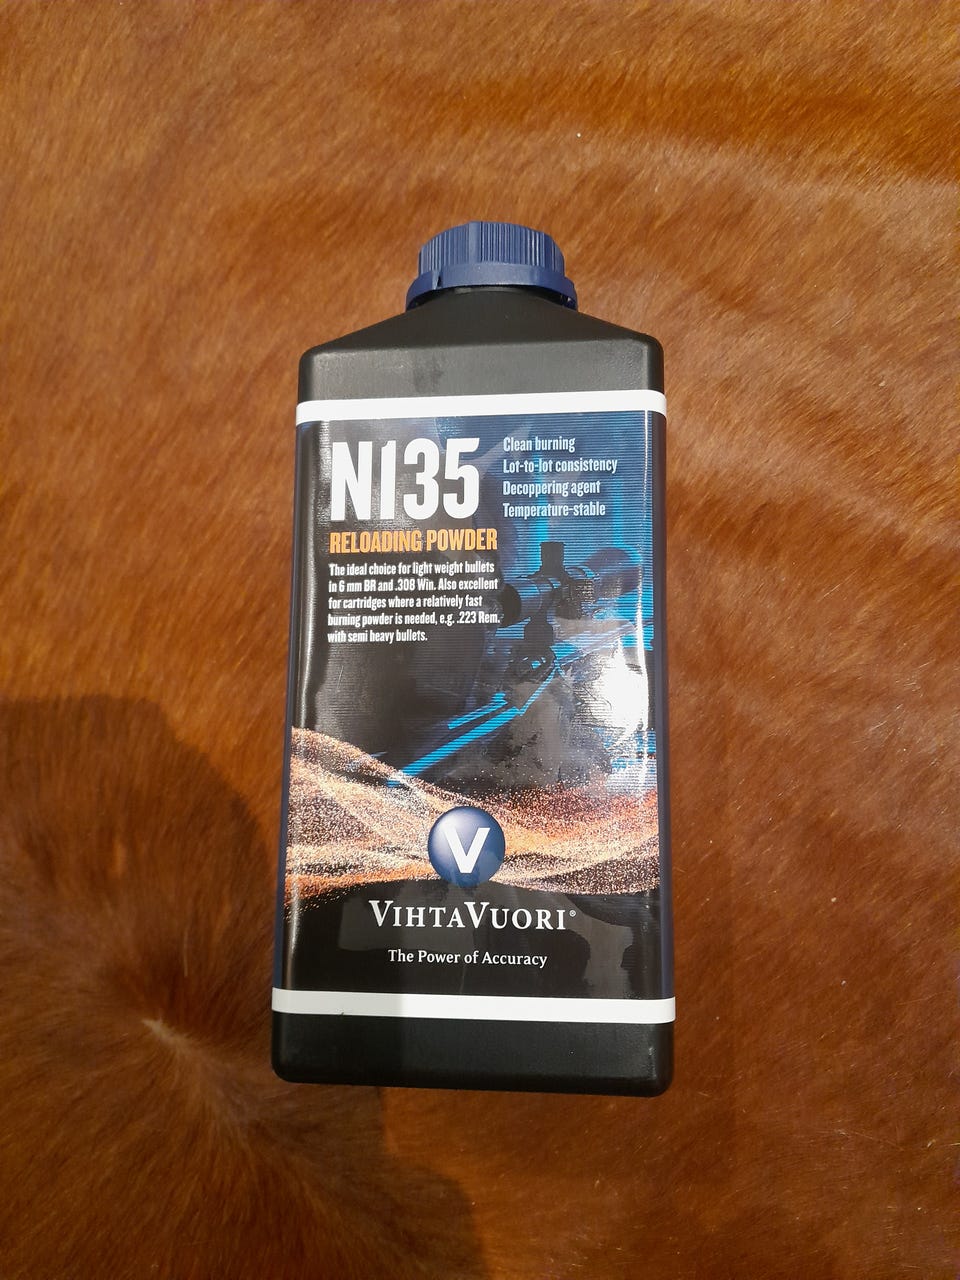 N135
RELOADING POWDER
The ideal choice for light weight bullets
in 6 mm BR and .308 Win. Also excellent
for cartridges where a relatively fast
burning powder is needed, e.g. .223 Rem.
with semi heavy bullets.
Clean burning
Lot-to-lot consistency
Decoppering agent
Temperature-stable
V
VIHTAVUORI®
The Power of Accuracy